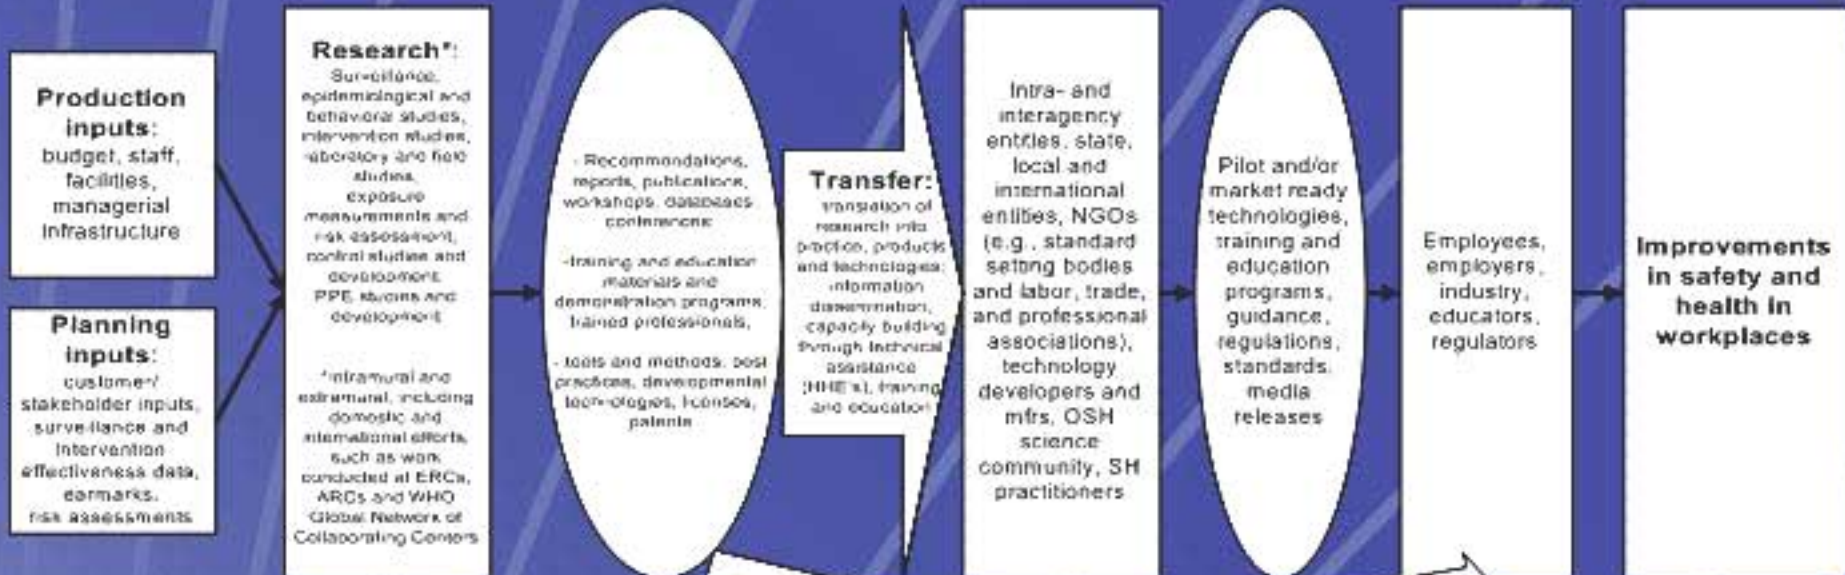 Production
inputs:
budget, staff,
facilities,
managerial
infrastructure
Planning
inputs:
customer/
stakeholder inputs,
surveillance and
intervention
effectiveness data,
earmarks,
risk assessments
Research*:
Surveillance,
epidemiological and
behavioral studies,
intervention studies,
laboratory and field
studies,
exposure
measurements and
risk assessment,
control studies and
development,
PPE studies and
development
*Intramural and
extramural, including
domestic and
international efforts,
such as work
conducted at ERCs,
ARCs and WHO
Global Network of
Collaborating Centers
- Recommendations,
reports, publications,
workshops, databases
conferences
-training and education
materials and
demonstration programs,
trained professionals,
- tools and methods, best
practices, developmental
technologies, licenses,
patents
Transfer:
translation of
research into
practice, products
and technologies;
information
dissemination,
capacity building
through technical
assistance
(HHE's), training
and education
Intra- and
interagency
entities, state,
local and
international
entities, NGOs
(e.g., standard
setting bodies
and labor, trade,
and professional
associations),
technology
developers and
mfrs, OSH
science
community, SH
practitioners
Pilot and/or
market ready
technologies,
training and
education
programs,
guidance,
regulations,
standards,
media
releases
Employees,
employers,
industry,
educators,
regulators
Improvements
in safety and
health in
workplaces